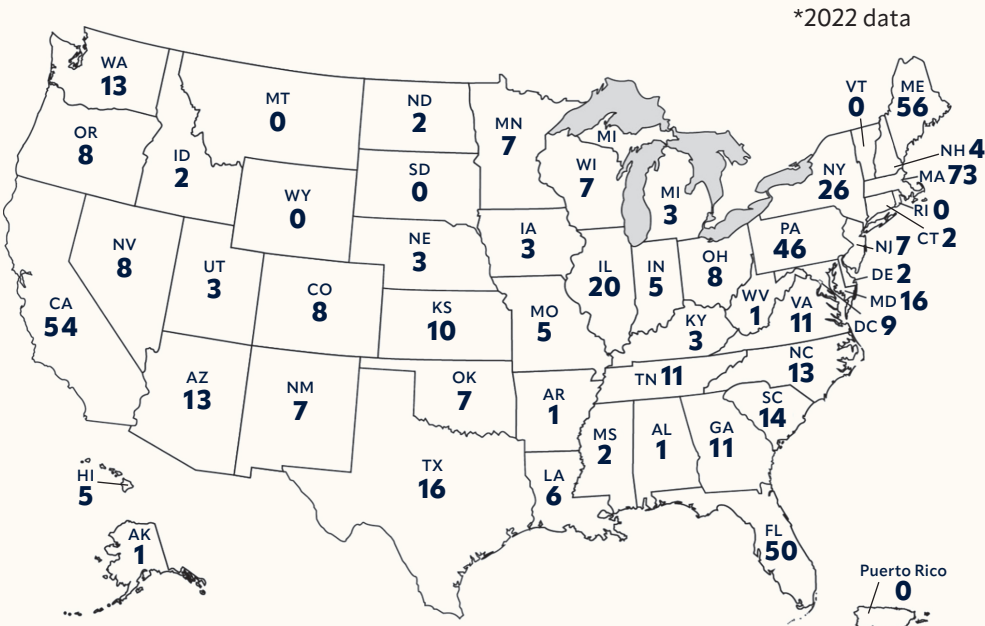 *2022 data
WA
13
MT
0
ND
2
MN
7
VT
0
ME
56
OR
8
ID
2
WY
0
SD
0
WI
7
MI
MI
3
NY
26
NH 4
MA 73
RI 0
CT 2
NV
8
UT
3
CO
8
NE
3
IA
3
IL
20
IN
5
OH
8
PA
46
NJ 7
DE 2
MD 16
DC 9
CA
54
KS
10
MO
5
KY
3
WV
1
VA
11
AZ
13
NM
7
OK
7
AR
1
TN 11
NC
13
SC
14
TX
16
LA
6
MS
2
AL
1
GA
11
HI
5
AK
1
FL
50
Puerto Rico
0